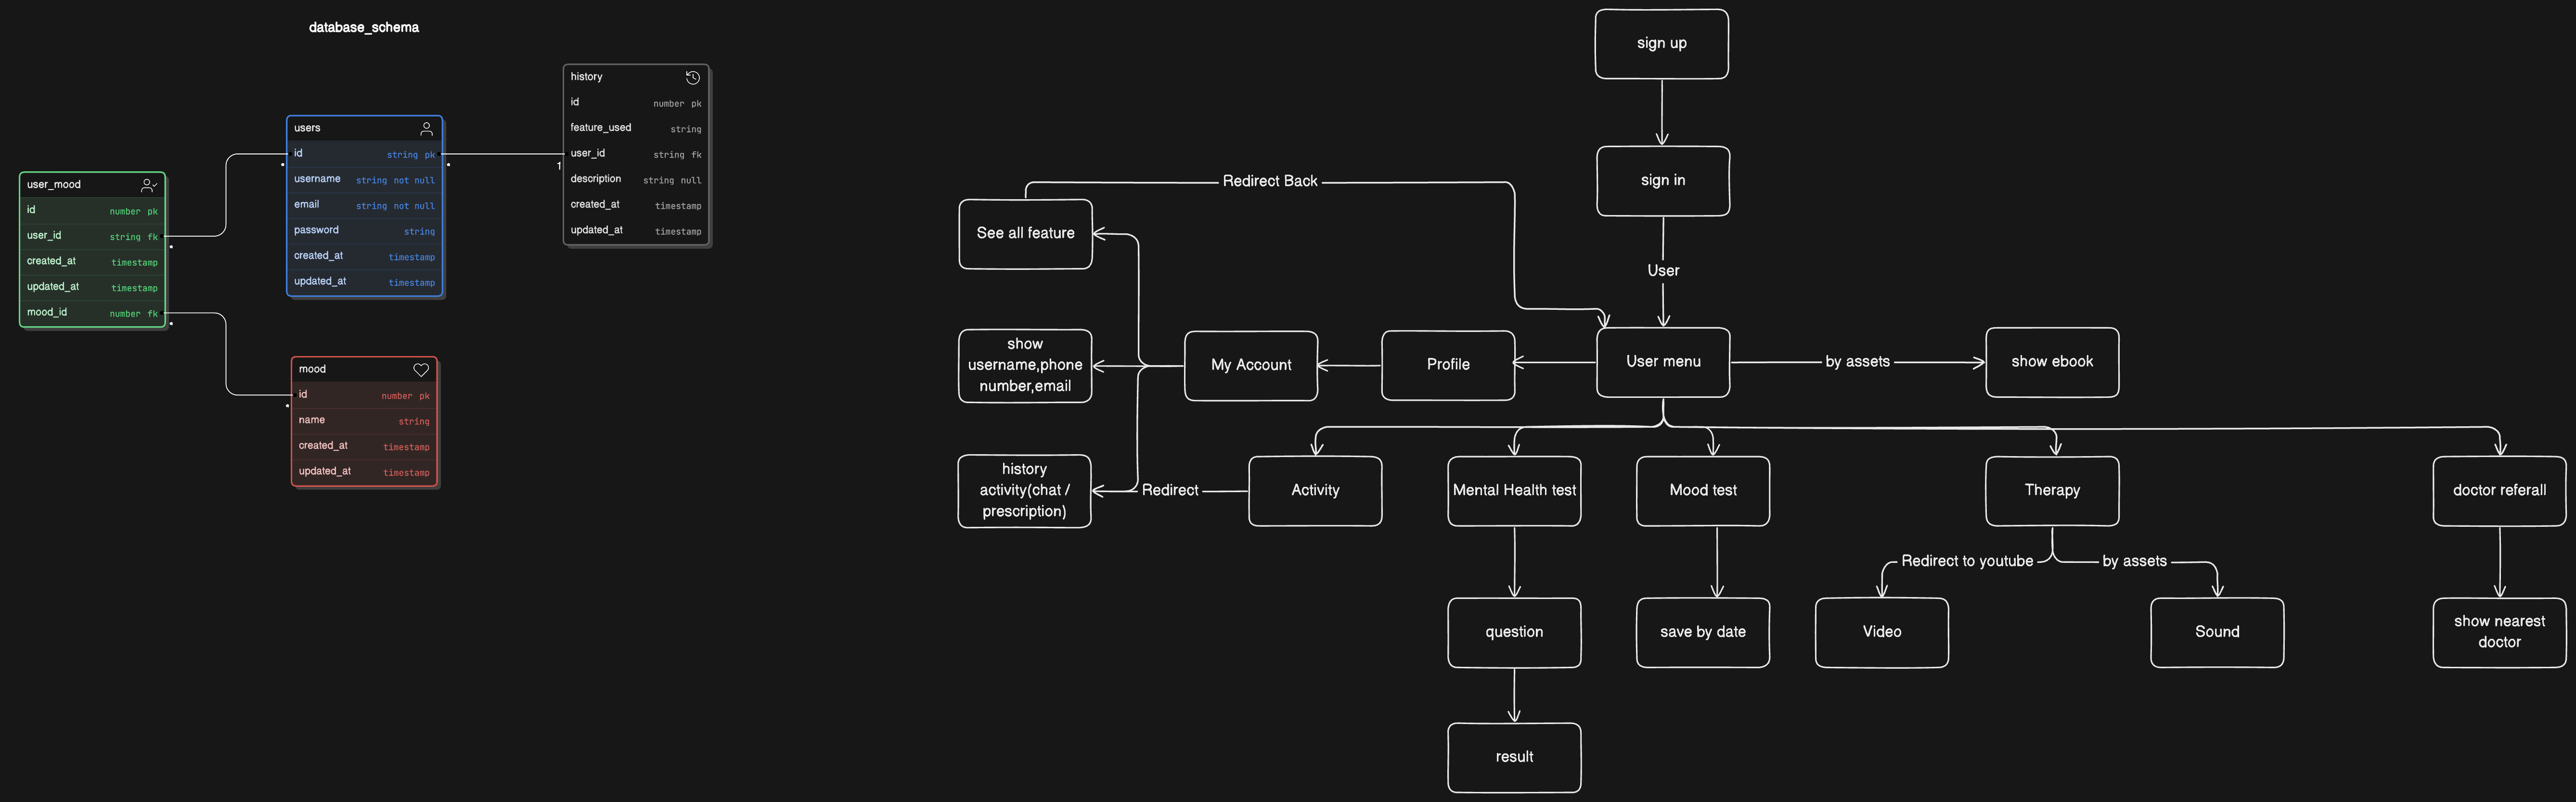 database_schema
history
id number pk
feature_used string
user_id string fk
description string null
created_at timestamp
updated_at timestamp
users
id string pk
username string not null
email string not null
password string
created_at timestamp
updated_at timestamp
1
user_mood
id number pk
user_id string fk
created_at timestamp
updated_at timestamp
mood_id number fk
mood
id number pk
name string
created_at timestamp
updated_at timestamp
sign up
sign in
User
Redirect Back
See all feature
show
username,phone
number,email
My Account
Profile
User menu
by assets
show ebook
history
activity(chat /
prescription)
Redirect
Activity
Mental Health test
Mood test
Therapy
doctor referall
Redirect to youtube
by assets
question
save by date
Video
Sound
show nearest
doctor
result